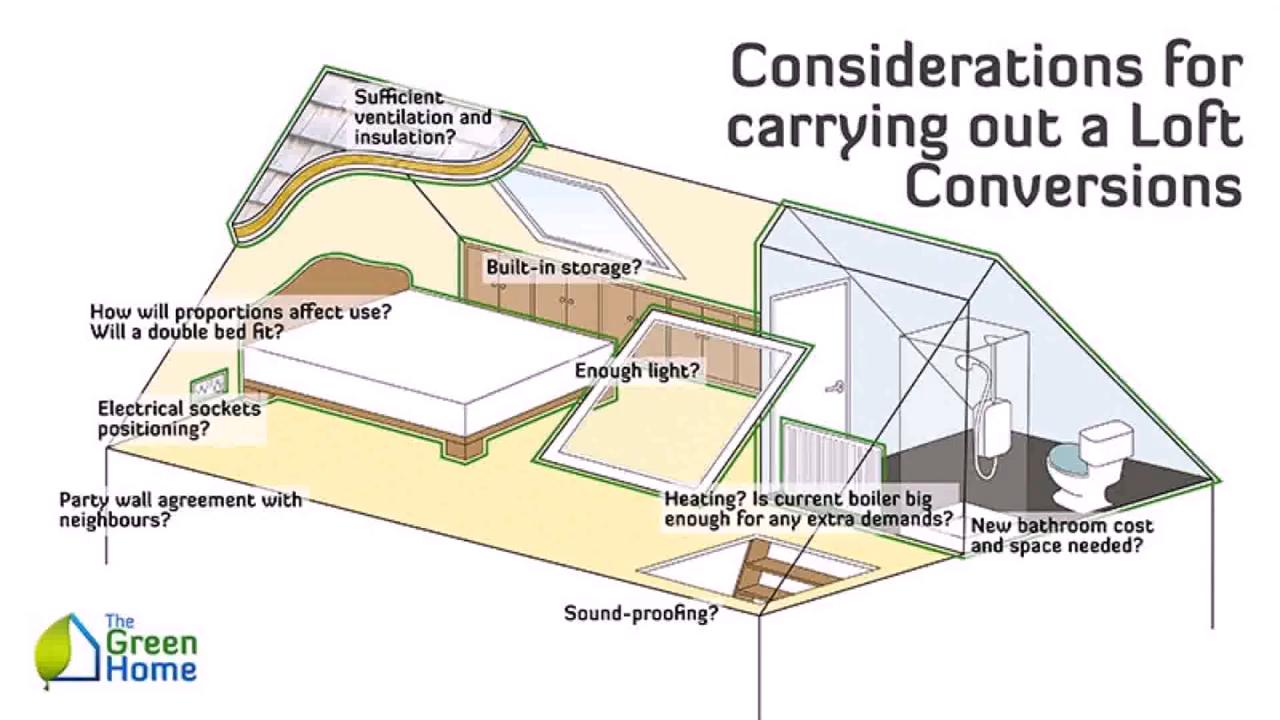 Considerations for
carrying out a Loft
Conversions
Sufficient
ventilation and
insulation?
Built-in storage?
How will proportions affect use?
Will a double bed fit?
Enough light?
Electrical sockets
positioning?
Party wall agreement with
neighbours?
Heating? Is current boiler big
enough for any extra demands?
New bathroom cost
and space needed?
Sound-proofing?
The
Green
Home